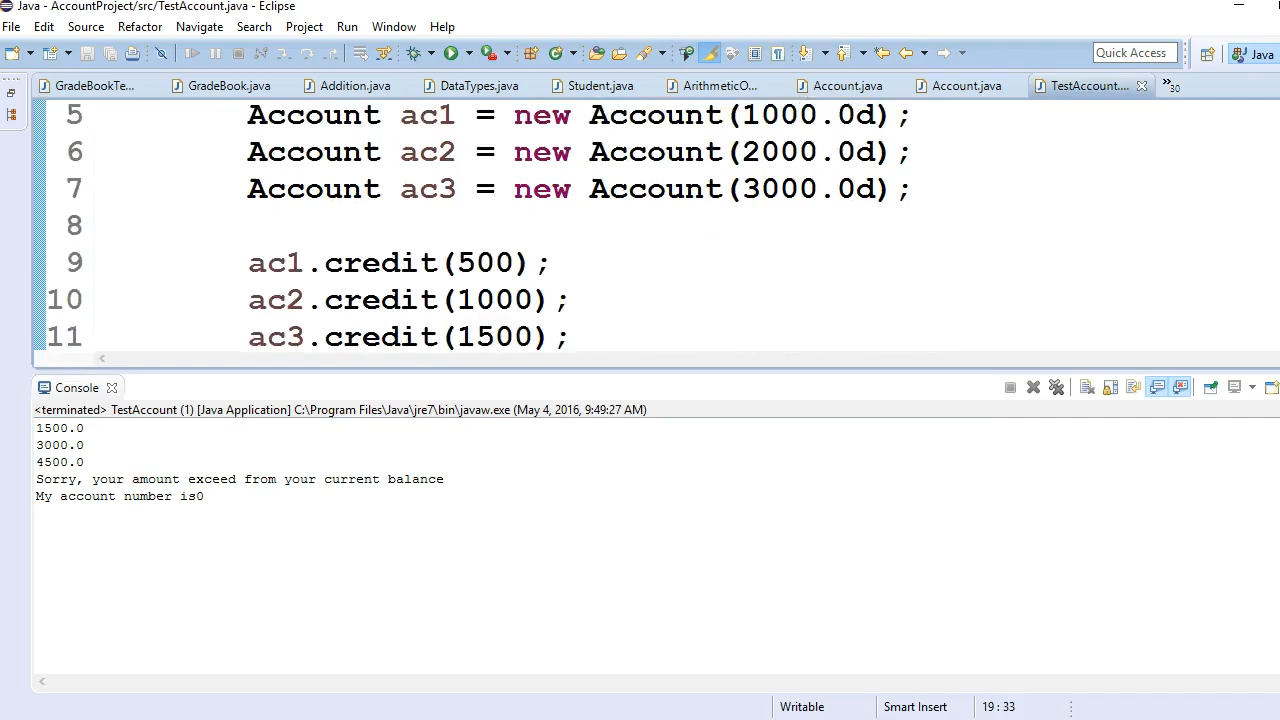 Java - AccountProject/src/TestAccount.java - Eclipse
File Edit Source Refactor Navigate Search Project Run Window Help
Quick Access Java
GradeBookTe... GradeBook.java Addition.java DataTypes.java Student.java ArithmeticO... Account.java Account.java TestAccount.... »30
5 Account ac1 = new Account(1000.0d);
6 Account ac2 = new Account(2000.0d);
7 Account ac3 = new Account(3000.0d);
8
9 ac1.credit(500);
10 ac2.credit(1000);
11 ac3.credit(1500);
Console
<terminated> TestAccount (1) [Java Application] C:\Program Files\Java\jre7\bin\javaw.exe (May 4, 2016, 9:49:27 AM)
1500.0
3000.0
4500.0
Sorry, your amount exceed from your current balance
My account number is0
Writable Smart Insert 19 : 33